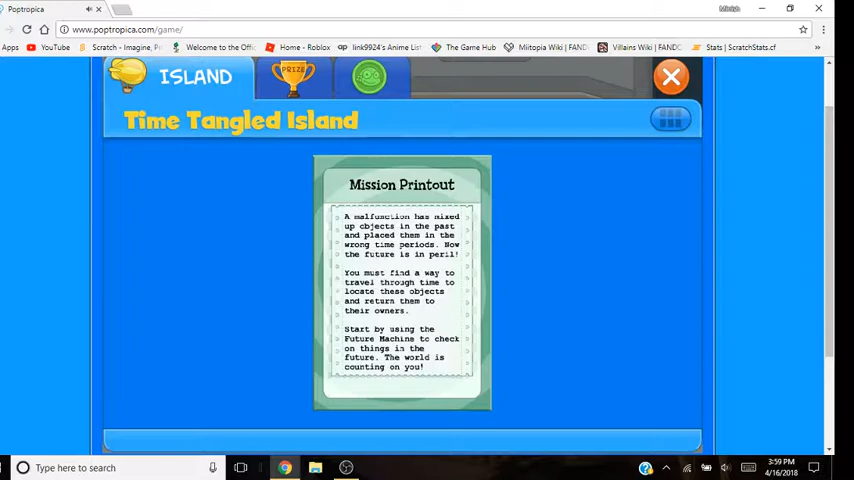 Poptropica
Miniyh
www.poptropica.com/game/
Apps YouTube Scratch - Imagine, P Welcome to the Offi Home - Roblox link9924's Anime List The Game Hub Miitopia Wiki | FAND Villains Wiki | FAND Stats | ScratchStats.cf
ISLAND PRIZE
Time Tangled Island
Mission Printout
A malfunction has mixed
up objects in the past
and placed them in the
wrong time periods. Now
the future is in peril!
You must find a way to
travel through time to
locate these objects
and return them to
their owners.
Start by using the
Future Machine to check
on things in the
future. The world is
counting on you!
Type here to search
3:59 PM
4/16/2018